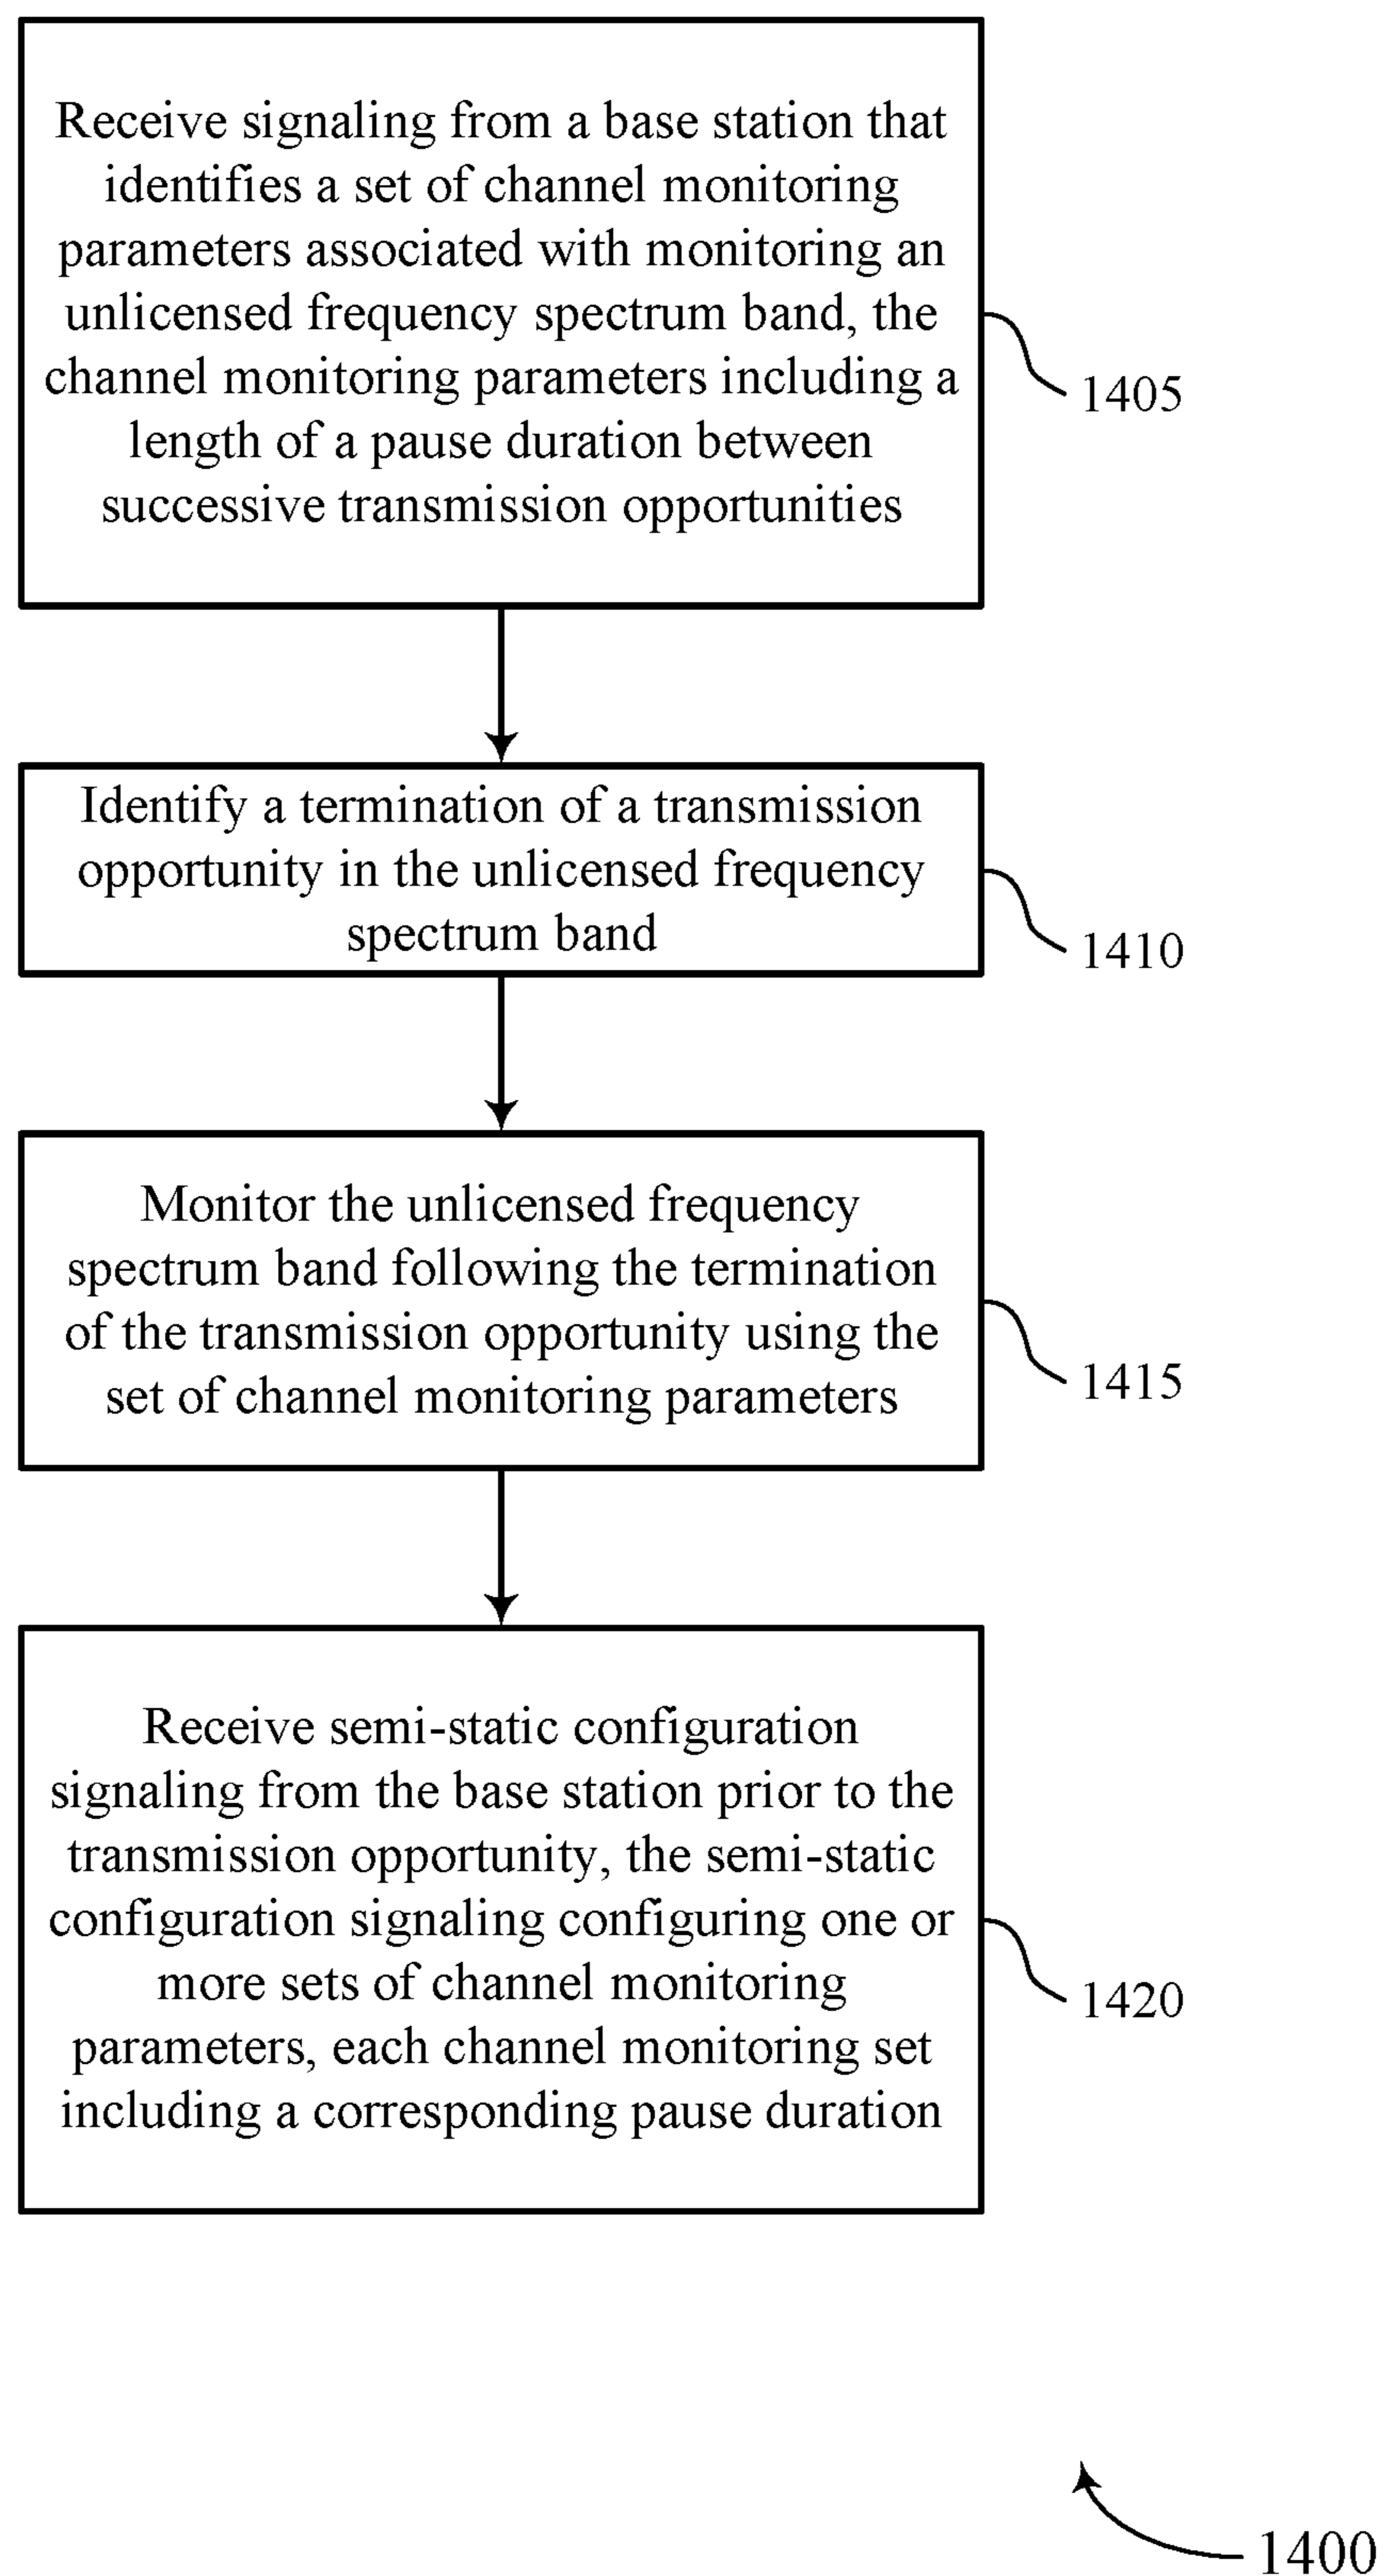 Receive signaling from a base station that
identifies a set of channel monitoring
parameters associated with monitoring an
unlicensed frequency spectrum band, the
channel monitoring parameters including a
length of a pause duration between
successive transmission opportunities
1405
Identify a termination of a transmission
opportunity in the unlicensed frequency
spectrum band
1410
Monitor the unlicensed frequency
spectrum band following the termination
of the transmission opportunity using the
set of channel monitoring parameters
1415
Receive semi-static configuration
signaling from the base station prior to the
transmission opportunity, the semi-static
configuration signaling configuring one or
more sets of channel monitoring
parameters, each channel monitoring set
including a corresponding pause duration
1420
1400